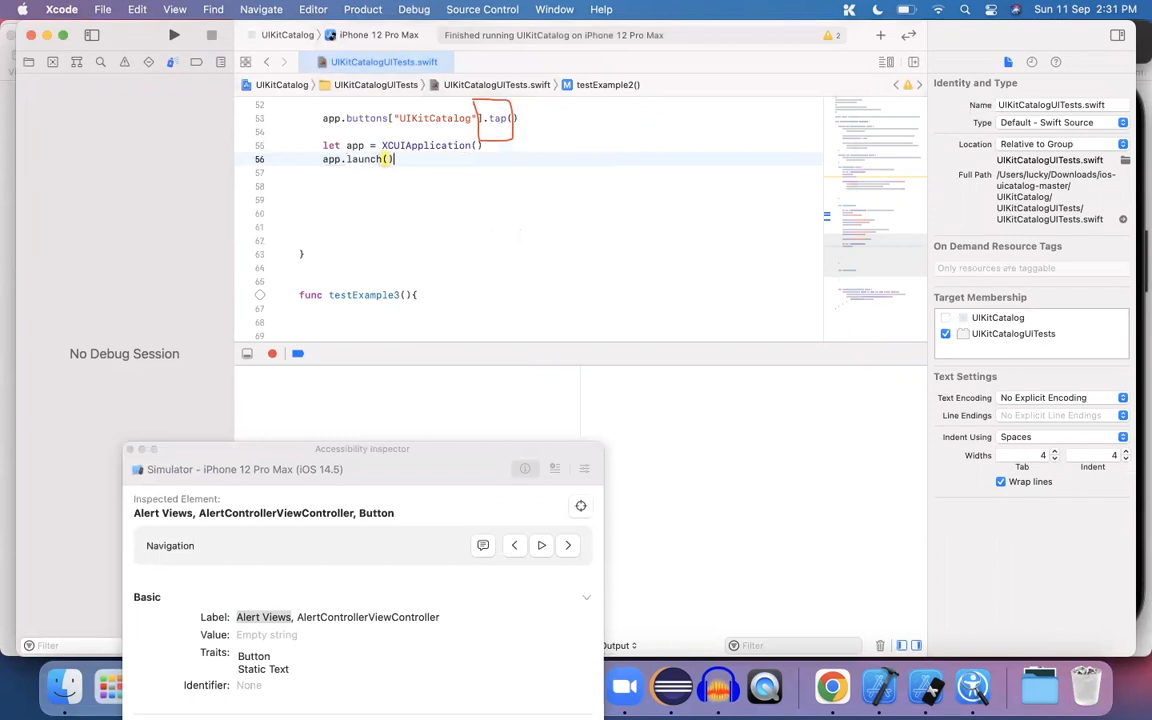 Xcode File Edit View Find Navigate Editor Product Debug Source Control Window Help Sun 11 Sep 2:31 PM
UIKitCatalog iPhone 12 Pro Max Finished running UIKitCatalog on iPhone 12 Pro Max 2
UIKitCatalogUITests.swift
UIKitCatalog UIKitCatalogUITests UIKitCatalogUITests.swift M testExample2()
52
53 app.buttons["UIKitCatalog"].tap()
54
55 let app = XCUIApplication()
56 app.launch()
57
58
59
60
61
62
63 }
64
66 func testExample3(){
67
68
69
No Debug Session
Filter
Output
Filter
Identity and Type
Name UIKitCatalogUITests.swift
Type Default - Swift Source
Location Relative to Group
UIKitCatalogUITests.swift
Full Path /Users/lucky/Downloads/ios-
uicatalog-master/
UIKitCatalog/
UIKitCatalogUITests/
UIKitCatalogUITests.swift
On Demand Resource Tags
Only resources are taggable
Target Membership
UIKitCatalog
UIKitCatalogUITests
Text Settings
Text Encoding No Explicit Encoding
Line Endings No Explicit Line Endings
Indent Using Spaces
Widths 4 4
Tab Indent
Wrap lines
Accessibility Inspector
Simulator - iPhone 12 Pro Max (iOS 14.5)
Inspected Element:
Alert Views, AlertControllerViewController, Button
Navigation
Basic
Label: Alert Views, AlertControllerViewController
Value: Empty string
Traits: Button
Static Text
Identifier: None